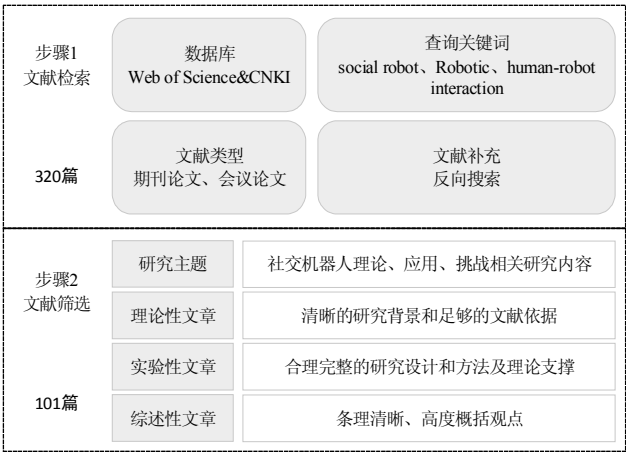 步骤1
文献检索
320篇
数据库
Web of Science&CNKI
查询关键词
social robot、Robotic、human-robot
interaction
文献类型
期刊论文、会议论文
文献补充
反向搜索
步骤2
文献筛选
101篇
研究主题
社交机器人理论、应用、挑战相关研究内容
理论性文章
清晰的研究背景和足够的文献依据
实验性文章
合理完整的研究设计和方法及理论支撑
综述性文章
条理清晰、高度概括观点